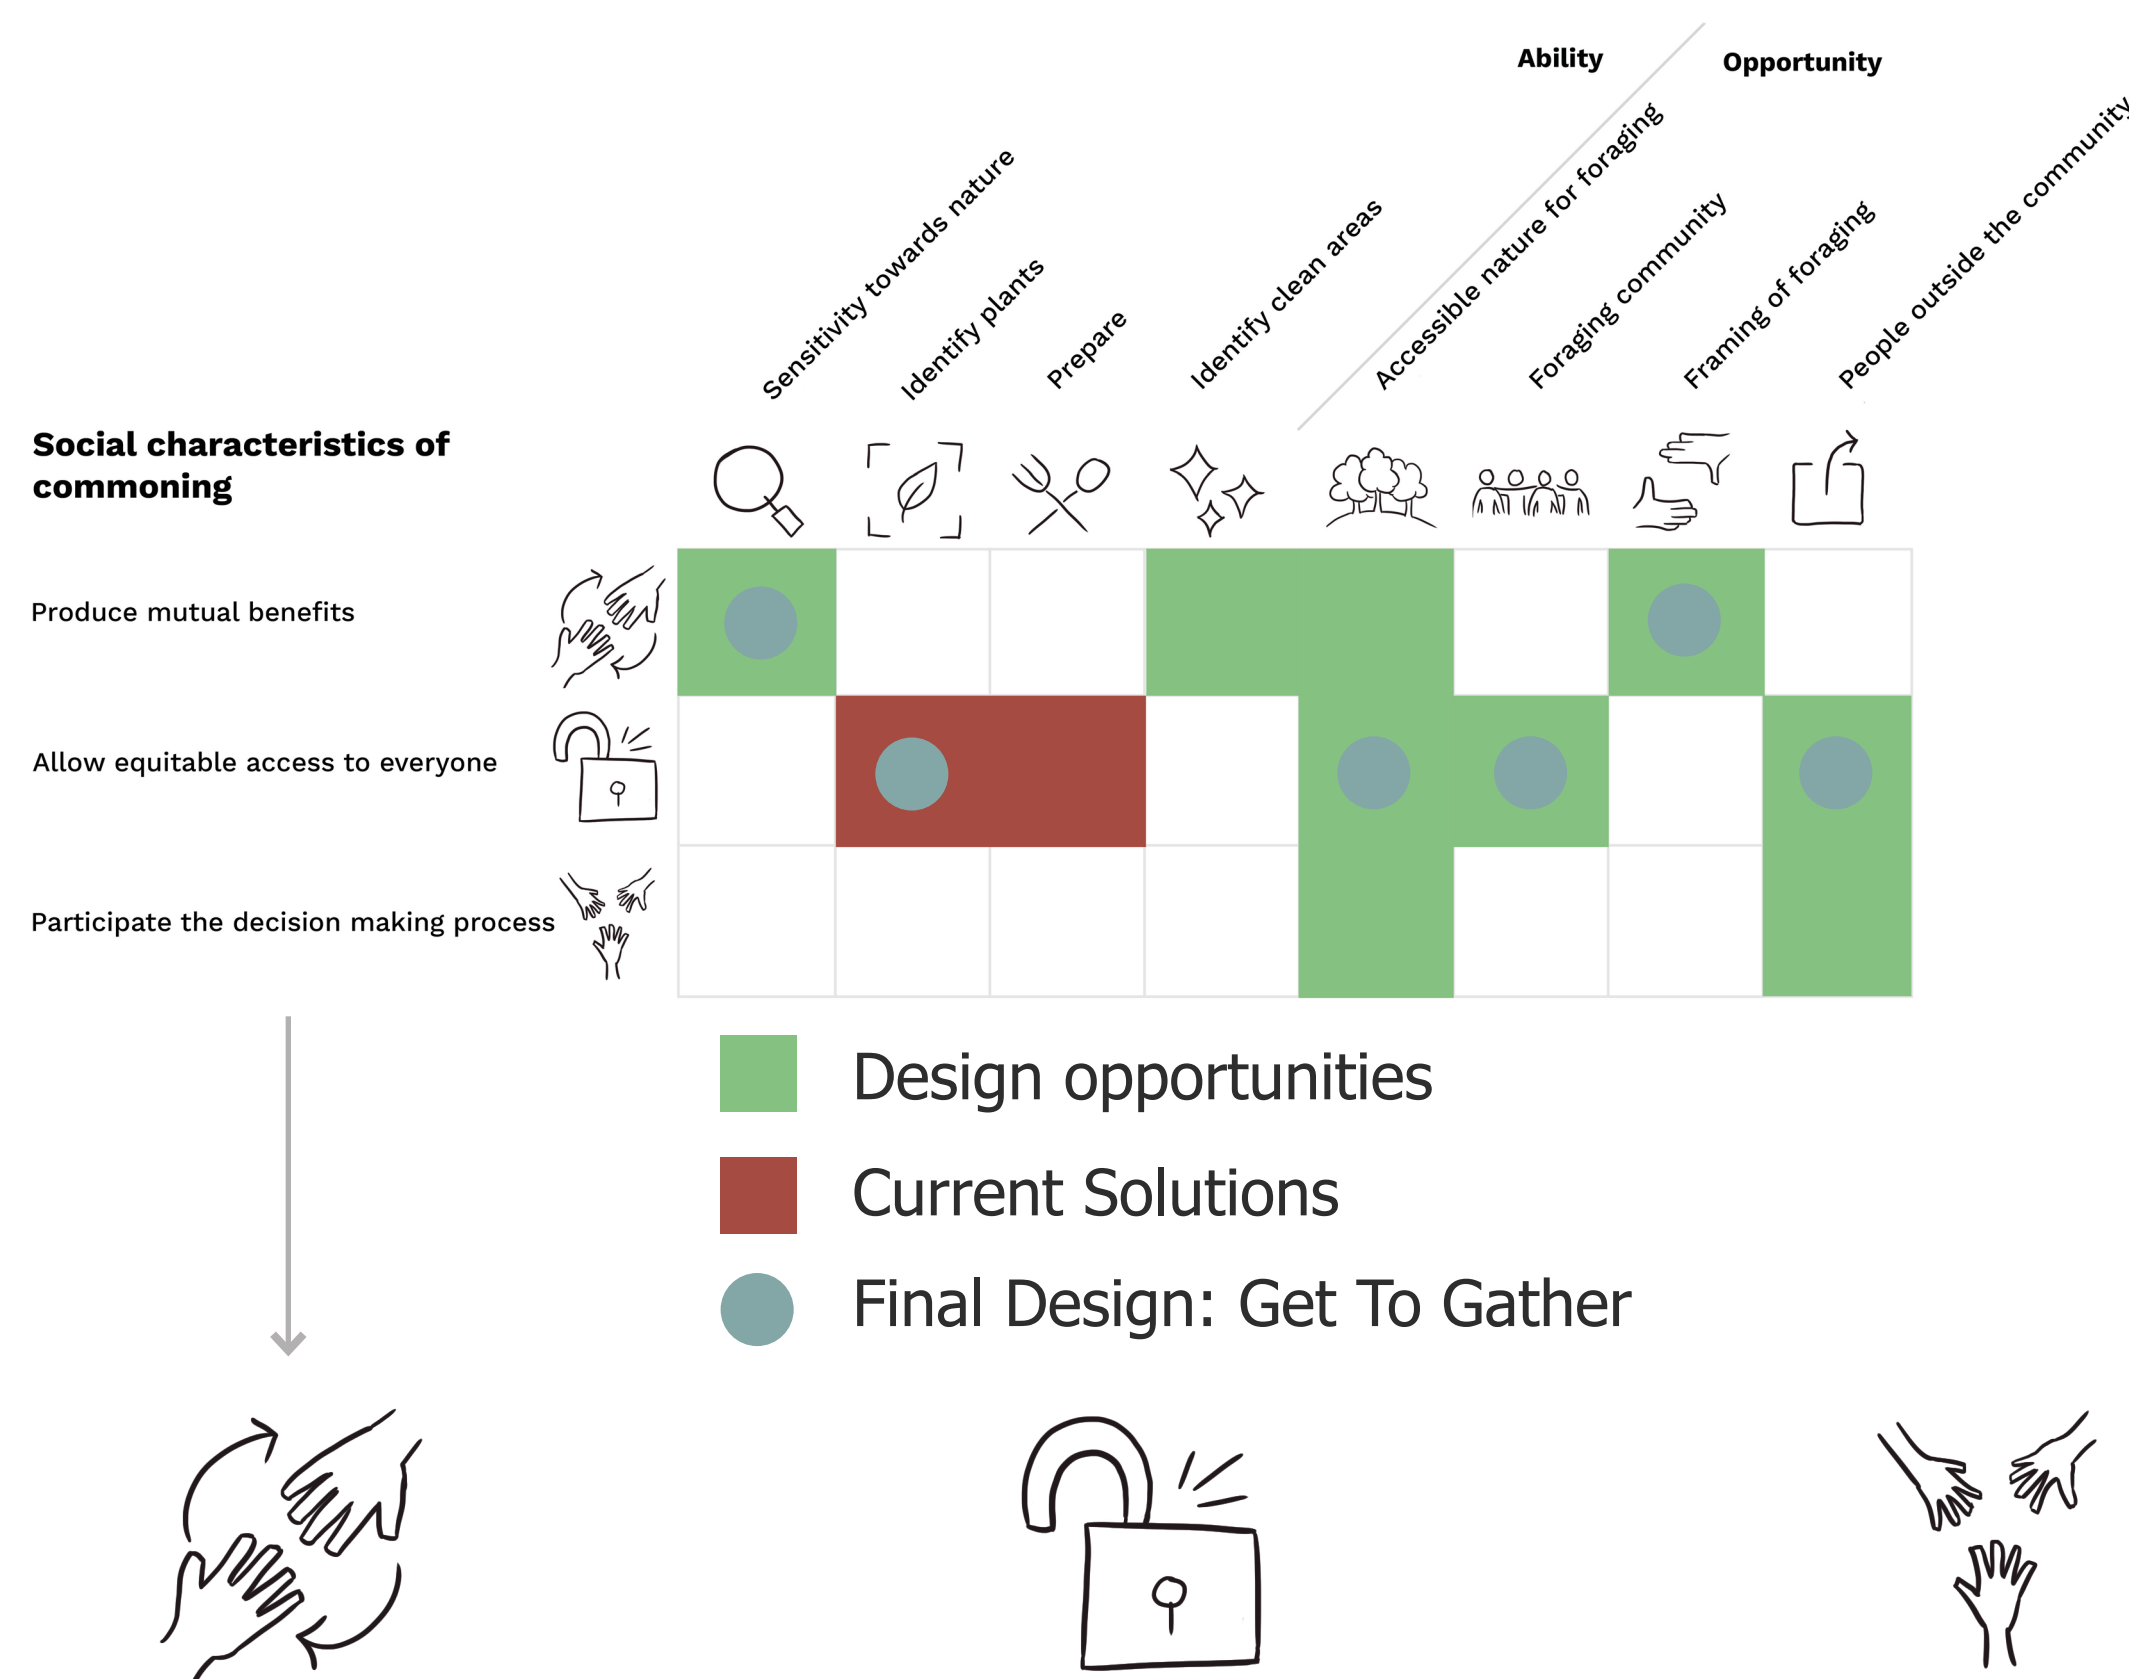 Ability
Opportunity
Sensitivity towards nature
Identify plants
Prepare
Identify clean areas
Accessible nature for foraging
Foraging community
Framing of foraging
People outside the community
Social characteristics of
commoning
Produce mutual benefits
Allow equitable access to everyone
Participate the decision making process
Design opportunities
Current Solutions
Final Design: Get To Gather